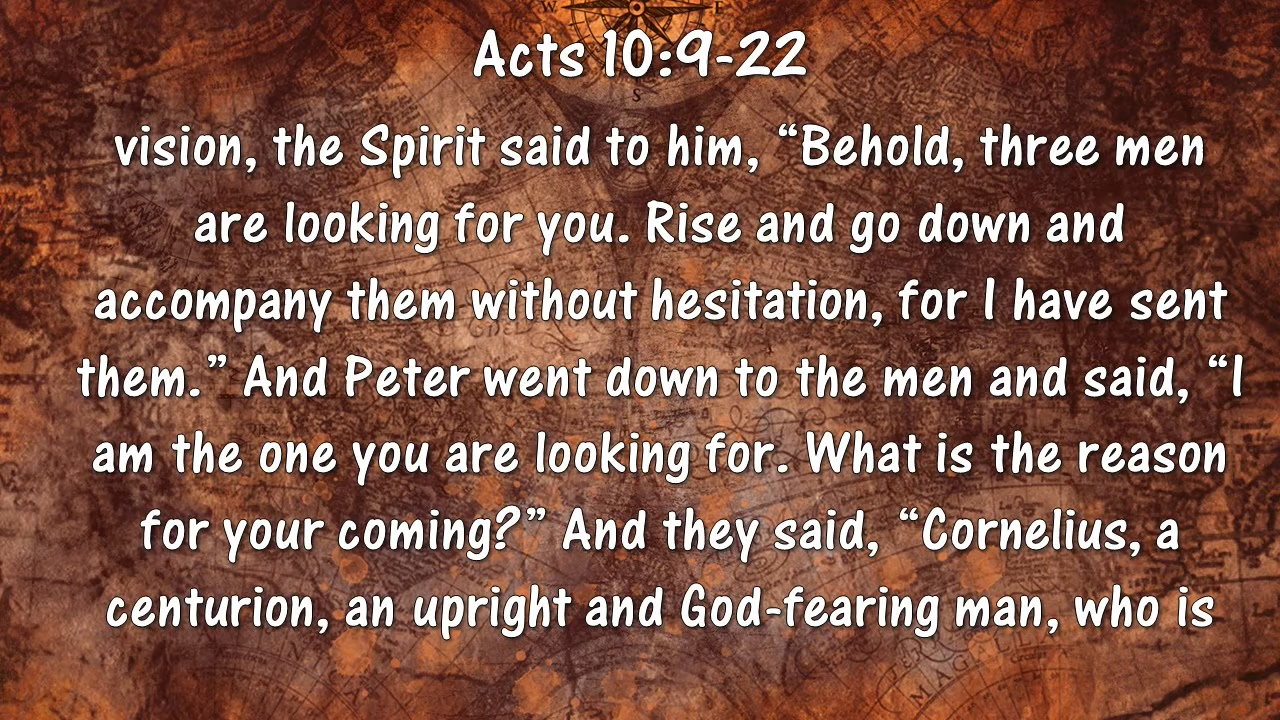 W E
Acts 10:9-22
S
vision, the Spirit said to him, “Behold, three men
are looking for you. Rise and go down and
accompany them without hesitation, for I have sent
them.” And Peter went down to the men and said, “I
am the one you are looking for. What is the reason
for your coming?” And they said, “Cornelius, a
centurion, an upright and God-fearing man, who is